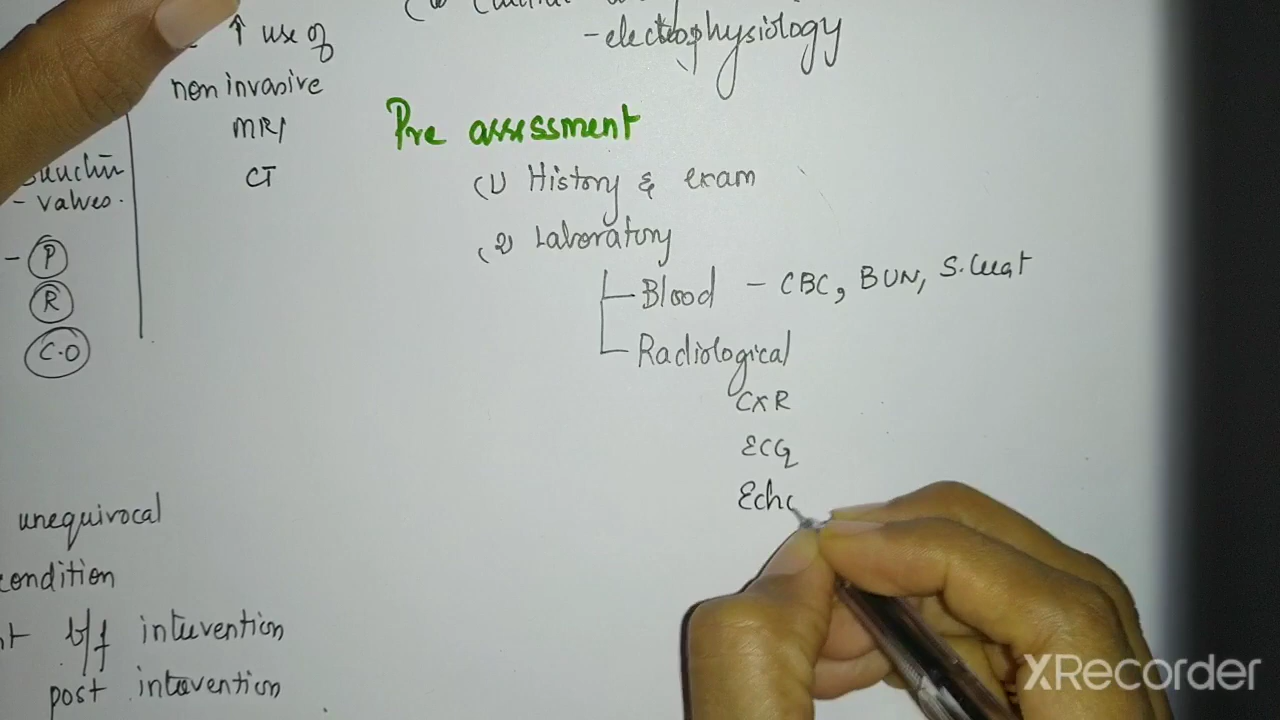 ↑ use of
non invasive
MRI
CT
- valves.
- P
R
C.O
- electrophysiology
Pre assessment
(1) History & exam
(2) Laboratory
Blood - CBC, BUN, S.Creat
Radiological
CXR
ECG
Echo
unequivocal
condition
b/f intervention
post intervention
XRecorder